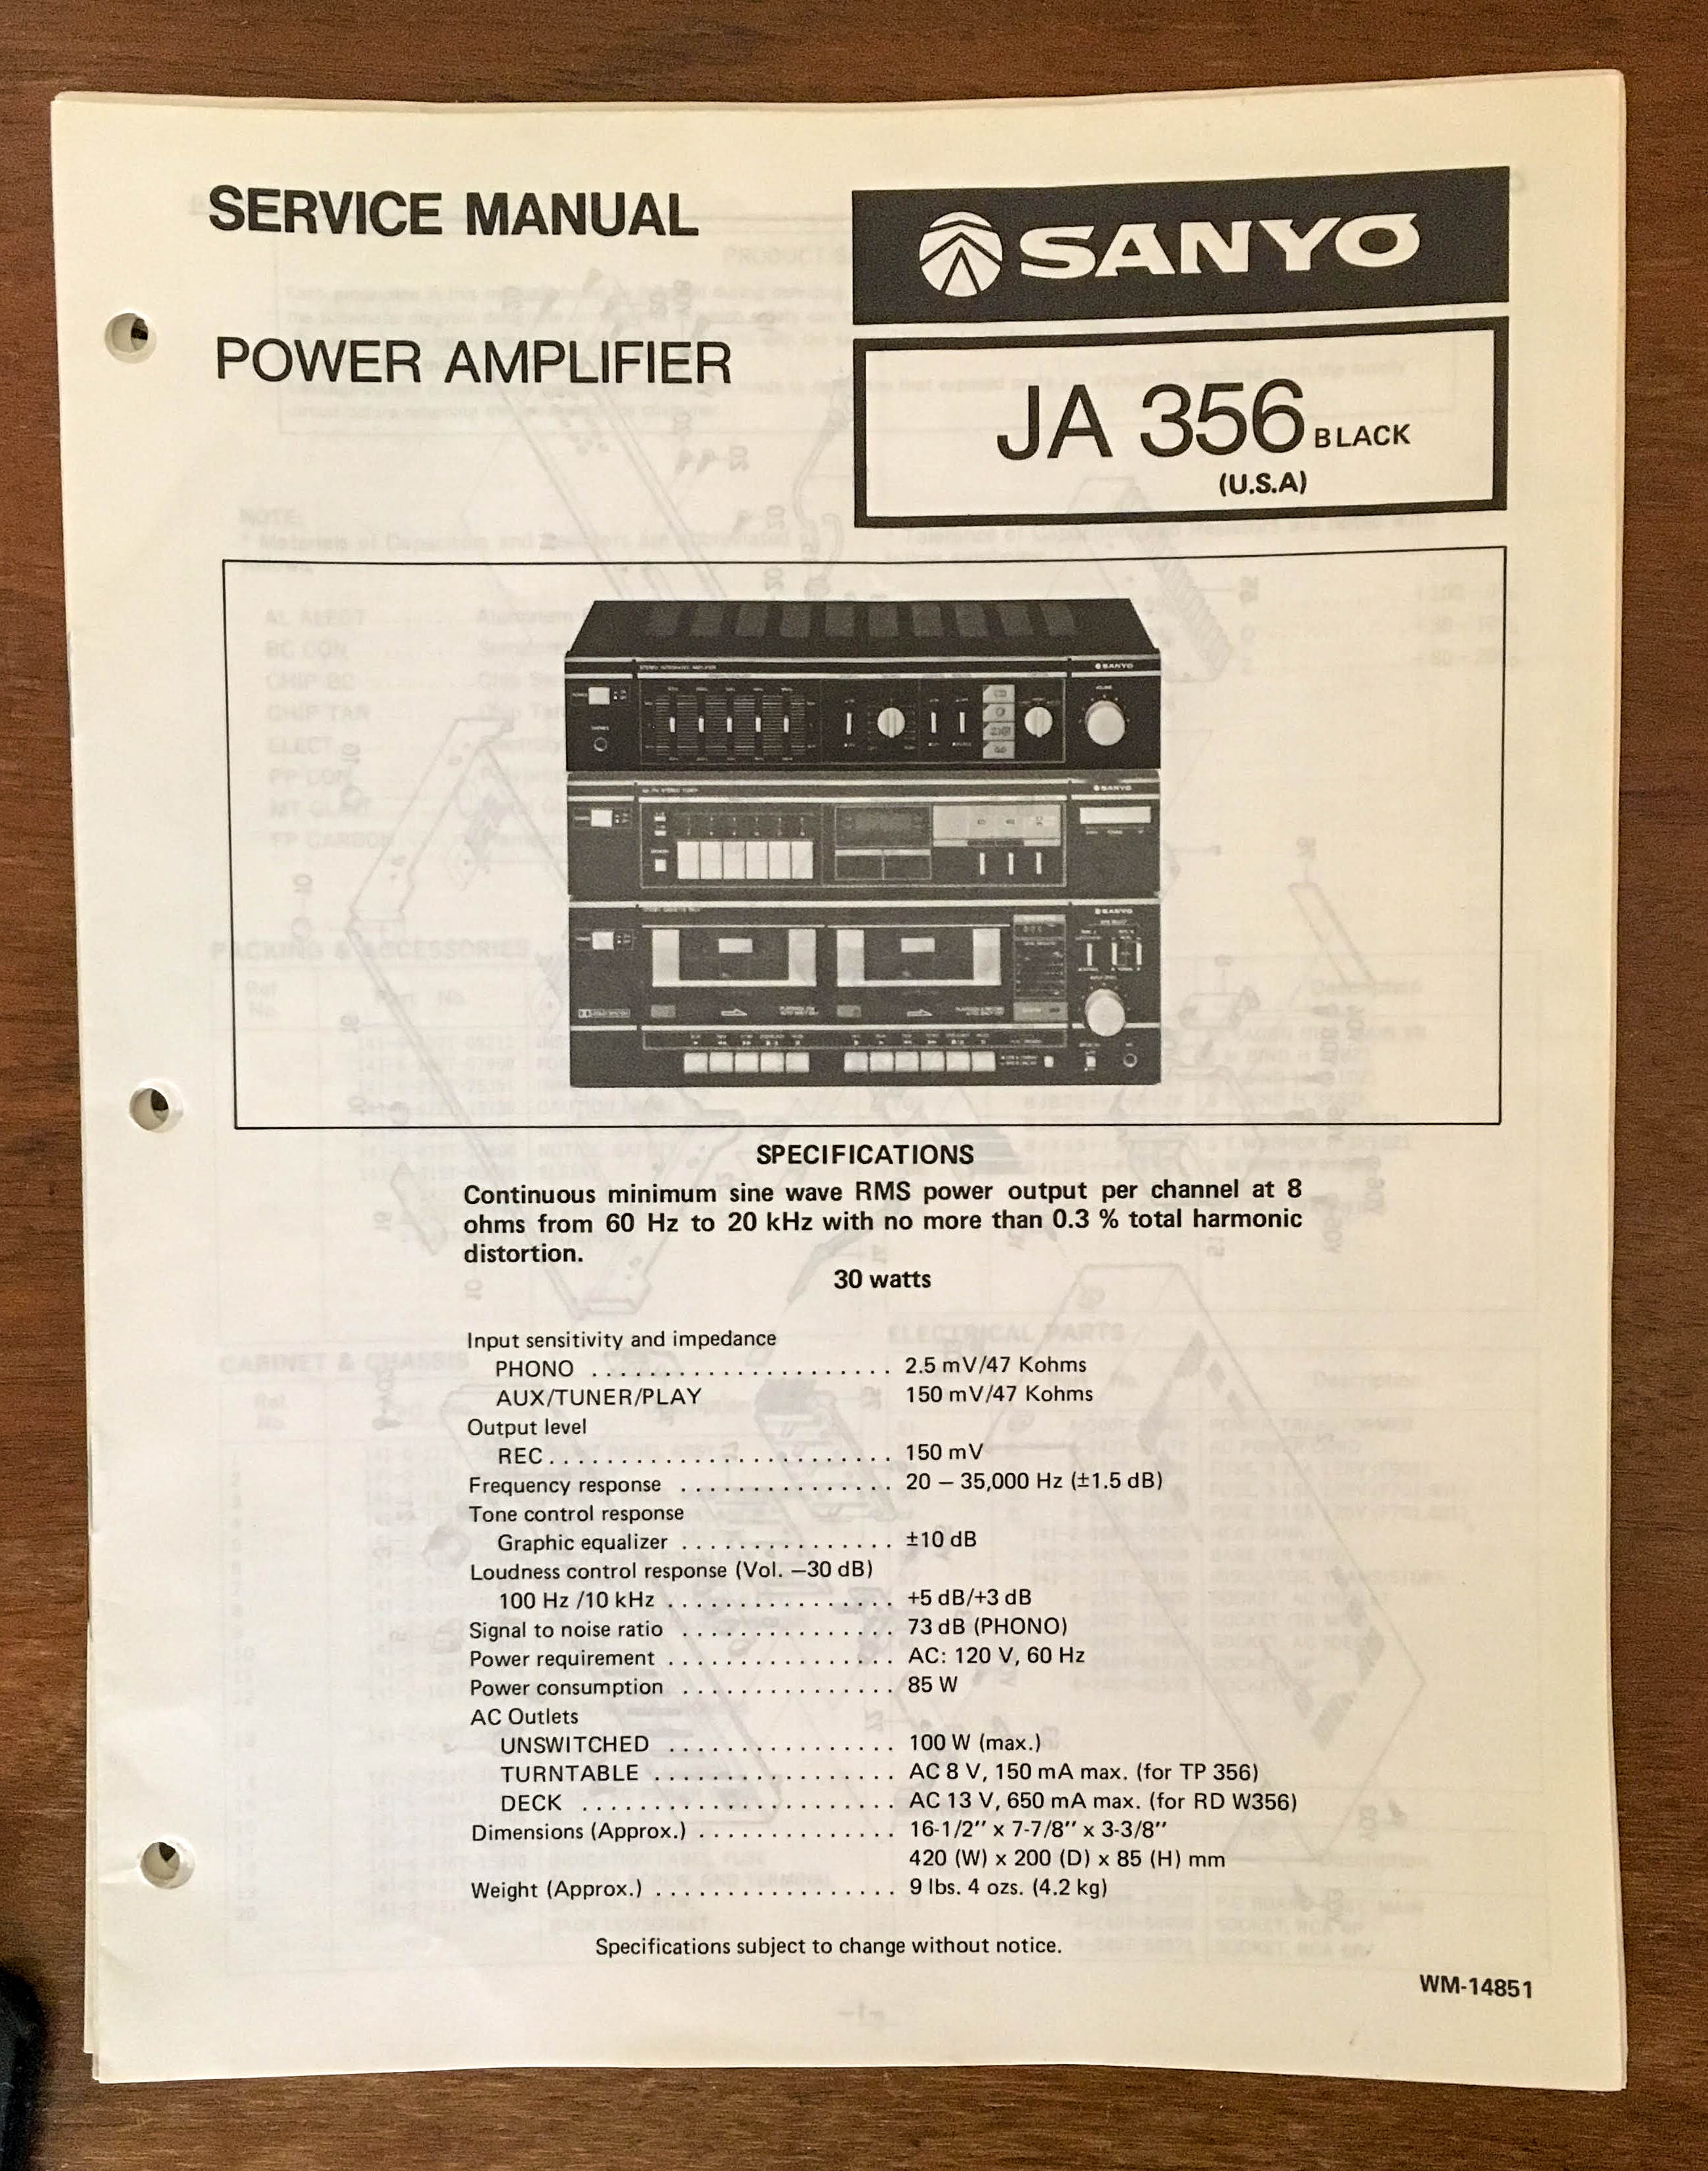 SERVICE MANUAL
SANYO
POWER AMPLIFIER
JA 356 BLACK
(U.S.A)
STEREO INTEGRATED AMPLIFIER
SANYO
SANYO
SANYO
SPECIFICATIONS
Continuous minimum sine wave RMS power output per channel at 8
ohms from 60 Hz to 20 kHz with no more than 0.3 % total harmonic
distortion.
30 watts
Input sensitivity and impedance
PHONO . . . . . . . . . . . . . . . . . . . . . 2.5 mV/47 Kohms
AUX/TUNER/PLAY 150 mV/47 Kohms
Output level
REC . . . . . . . . . . . . . . . . . . . . . . . . 150 mV
Frequency response . . . . . . . . . . . . . . . 20 – 35,000 Hz (±1.5 dB)
Tone control response
Graphic equalizer . . . . . . . . . . . . . . . ±10 dB
Loudness control response (Vol. –30 dB)
100 Hz /10 kHz . . . . . . . . . . . . . . . . +5 dB/+3 dB
Signal to noise ratio . . . . . . . . . . . . . . . 73 dB (PHONO)
Power requirement . . . . . . . . . . . . . . . . AC: 120 V, 60 Hz
Power consumption . . . . . . . . . . . . . . . 85 W
AC Outlets
UNSWITCHED . . . . . . . . . . . . . . . . 100 W (max.)
TURNTABLE . . . . . . . . . . . . . . . . . AC 8 V, 150 mA max. (for TP 356)
DECK . . . . . . . . . . . . . . . . . . . . . . AC 13 V, 650 mA max. (for RD W356)
Dimensions (Approx.) . . . . . . . . . . . . . . 16-1/2'' x 7-7/8'' x 3-3/8''
420 (W) x 200 (D) x 85 (H) mm
Weight (Approx.) . . . . . . . . . . . . . . . . . 9 lbs. 4 ozs. (4.2 kg)
Specifications subject to change without notice.
WM-14851